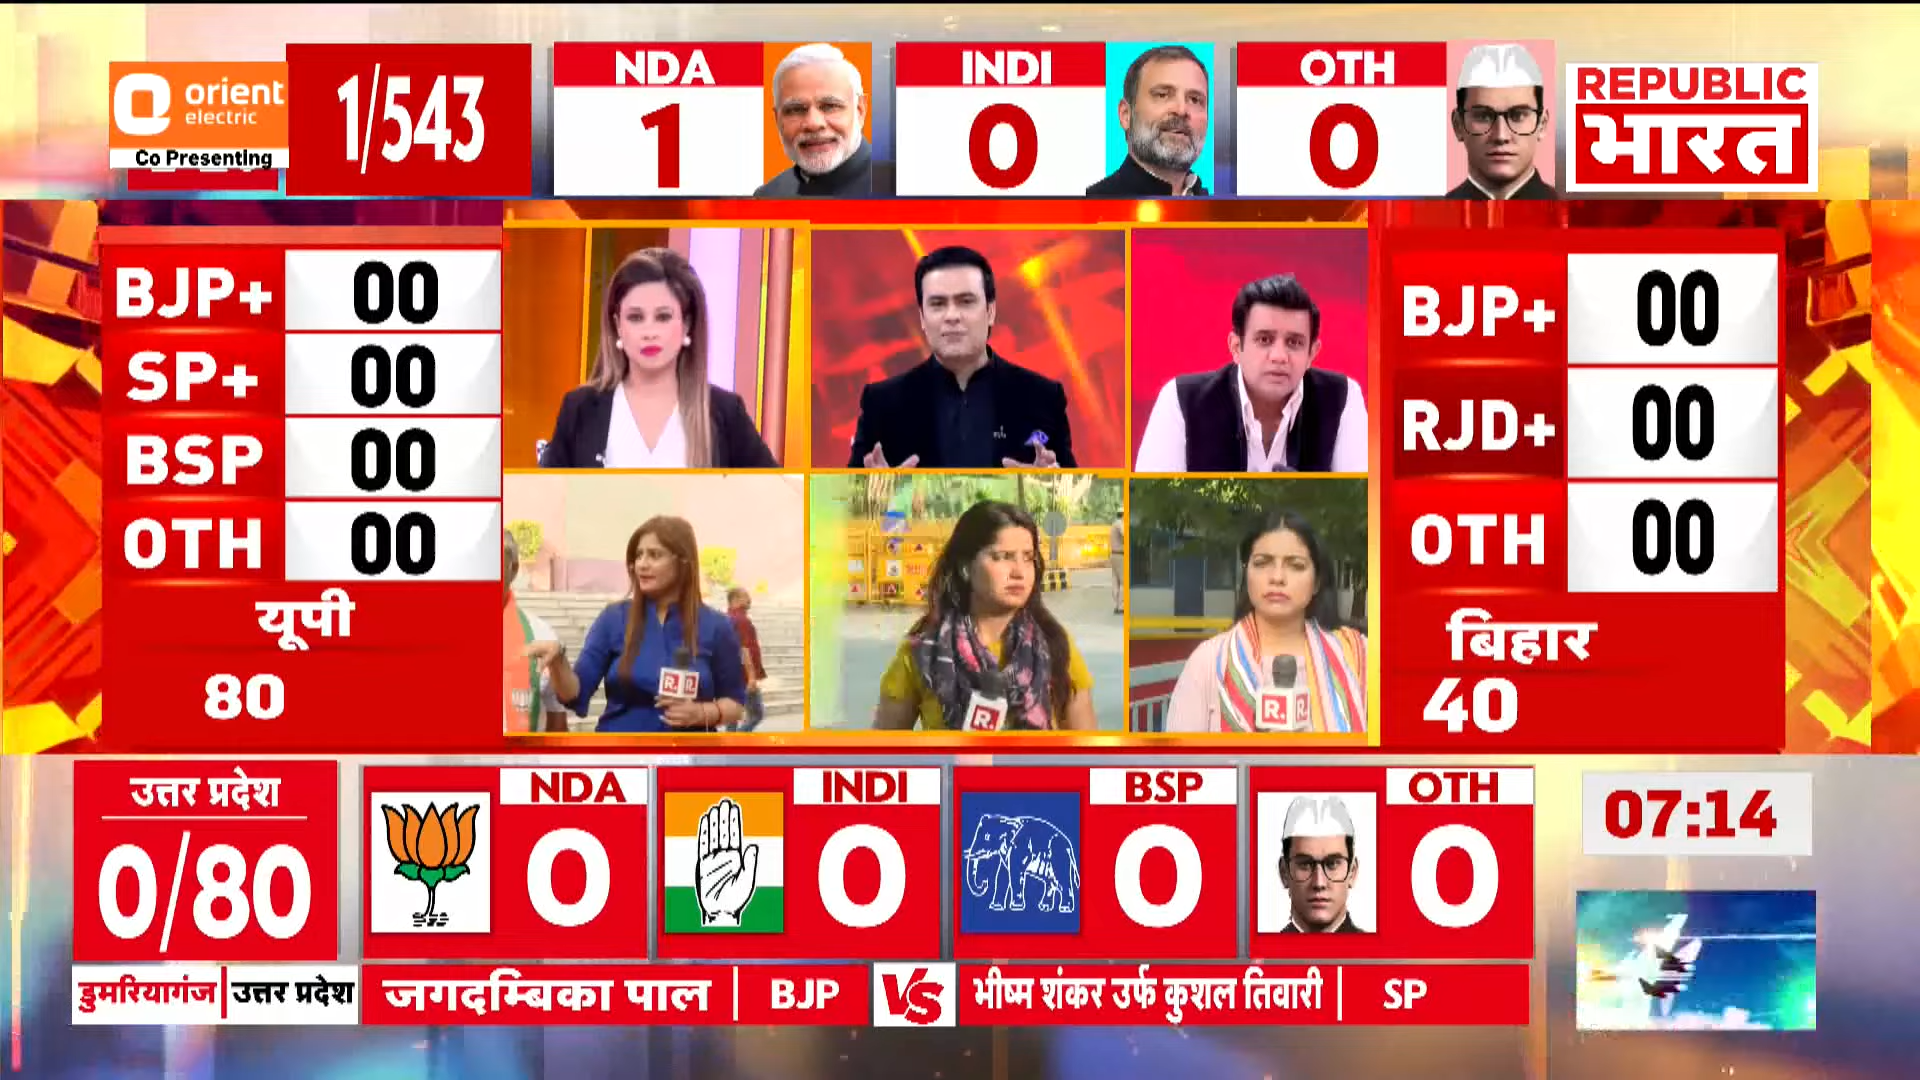 orient
electric
Co Presenting
1/543
NDA
1
INDI
0
OTH
0
REPUBLIC
भारत
BJP+ 00
SP+ 00
BSP 00
OTH 00
यूपी
80
BJP+ 00
RJD+ 00
OTH 00
बिहार
40
R. R.
R.
R. R
उत्तर प्रदेश
0/80
NDA
0
INDI
0
BSP
0
OTH
0
07:14
डुमरियागंज उत्तर प्रदेश जगदम्बिका पाल BJP VS भीष्म शंकर उर्फ कुशल तिवारी SP